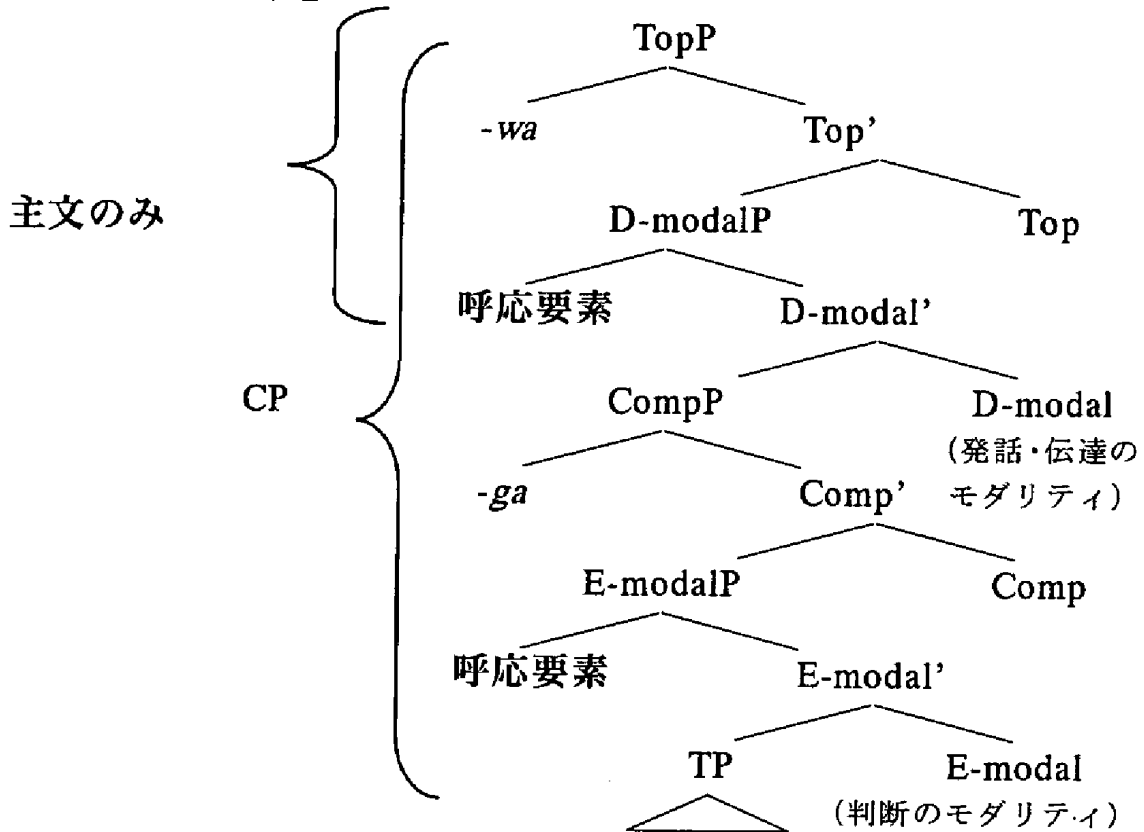 TopP
-wa Top’
主文のみ
D-modalP Top
呼応要素 D-modal’
CP
CompP D-modal
(発話・伝達の
-ga Comp’ モダリティ)
E-modalP Comp
呼応要素 E-modal’
TP E-modal
(判断のモダリティ)